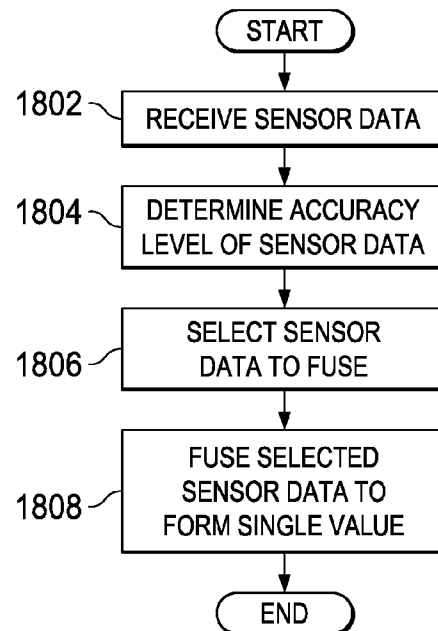 START
1802
RECEIVE SENSOR DATA
1804
DETERMINE ACCURACY
LEVEL OF SENSOR DATA
1806
SELECT SENSOR
DATA TO FUSE
1808
FUSE SELECTED
SENSOR DATA TO
FORM SINGLE VALUE
END